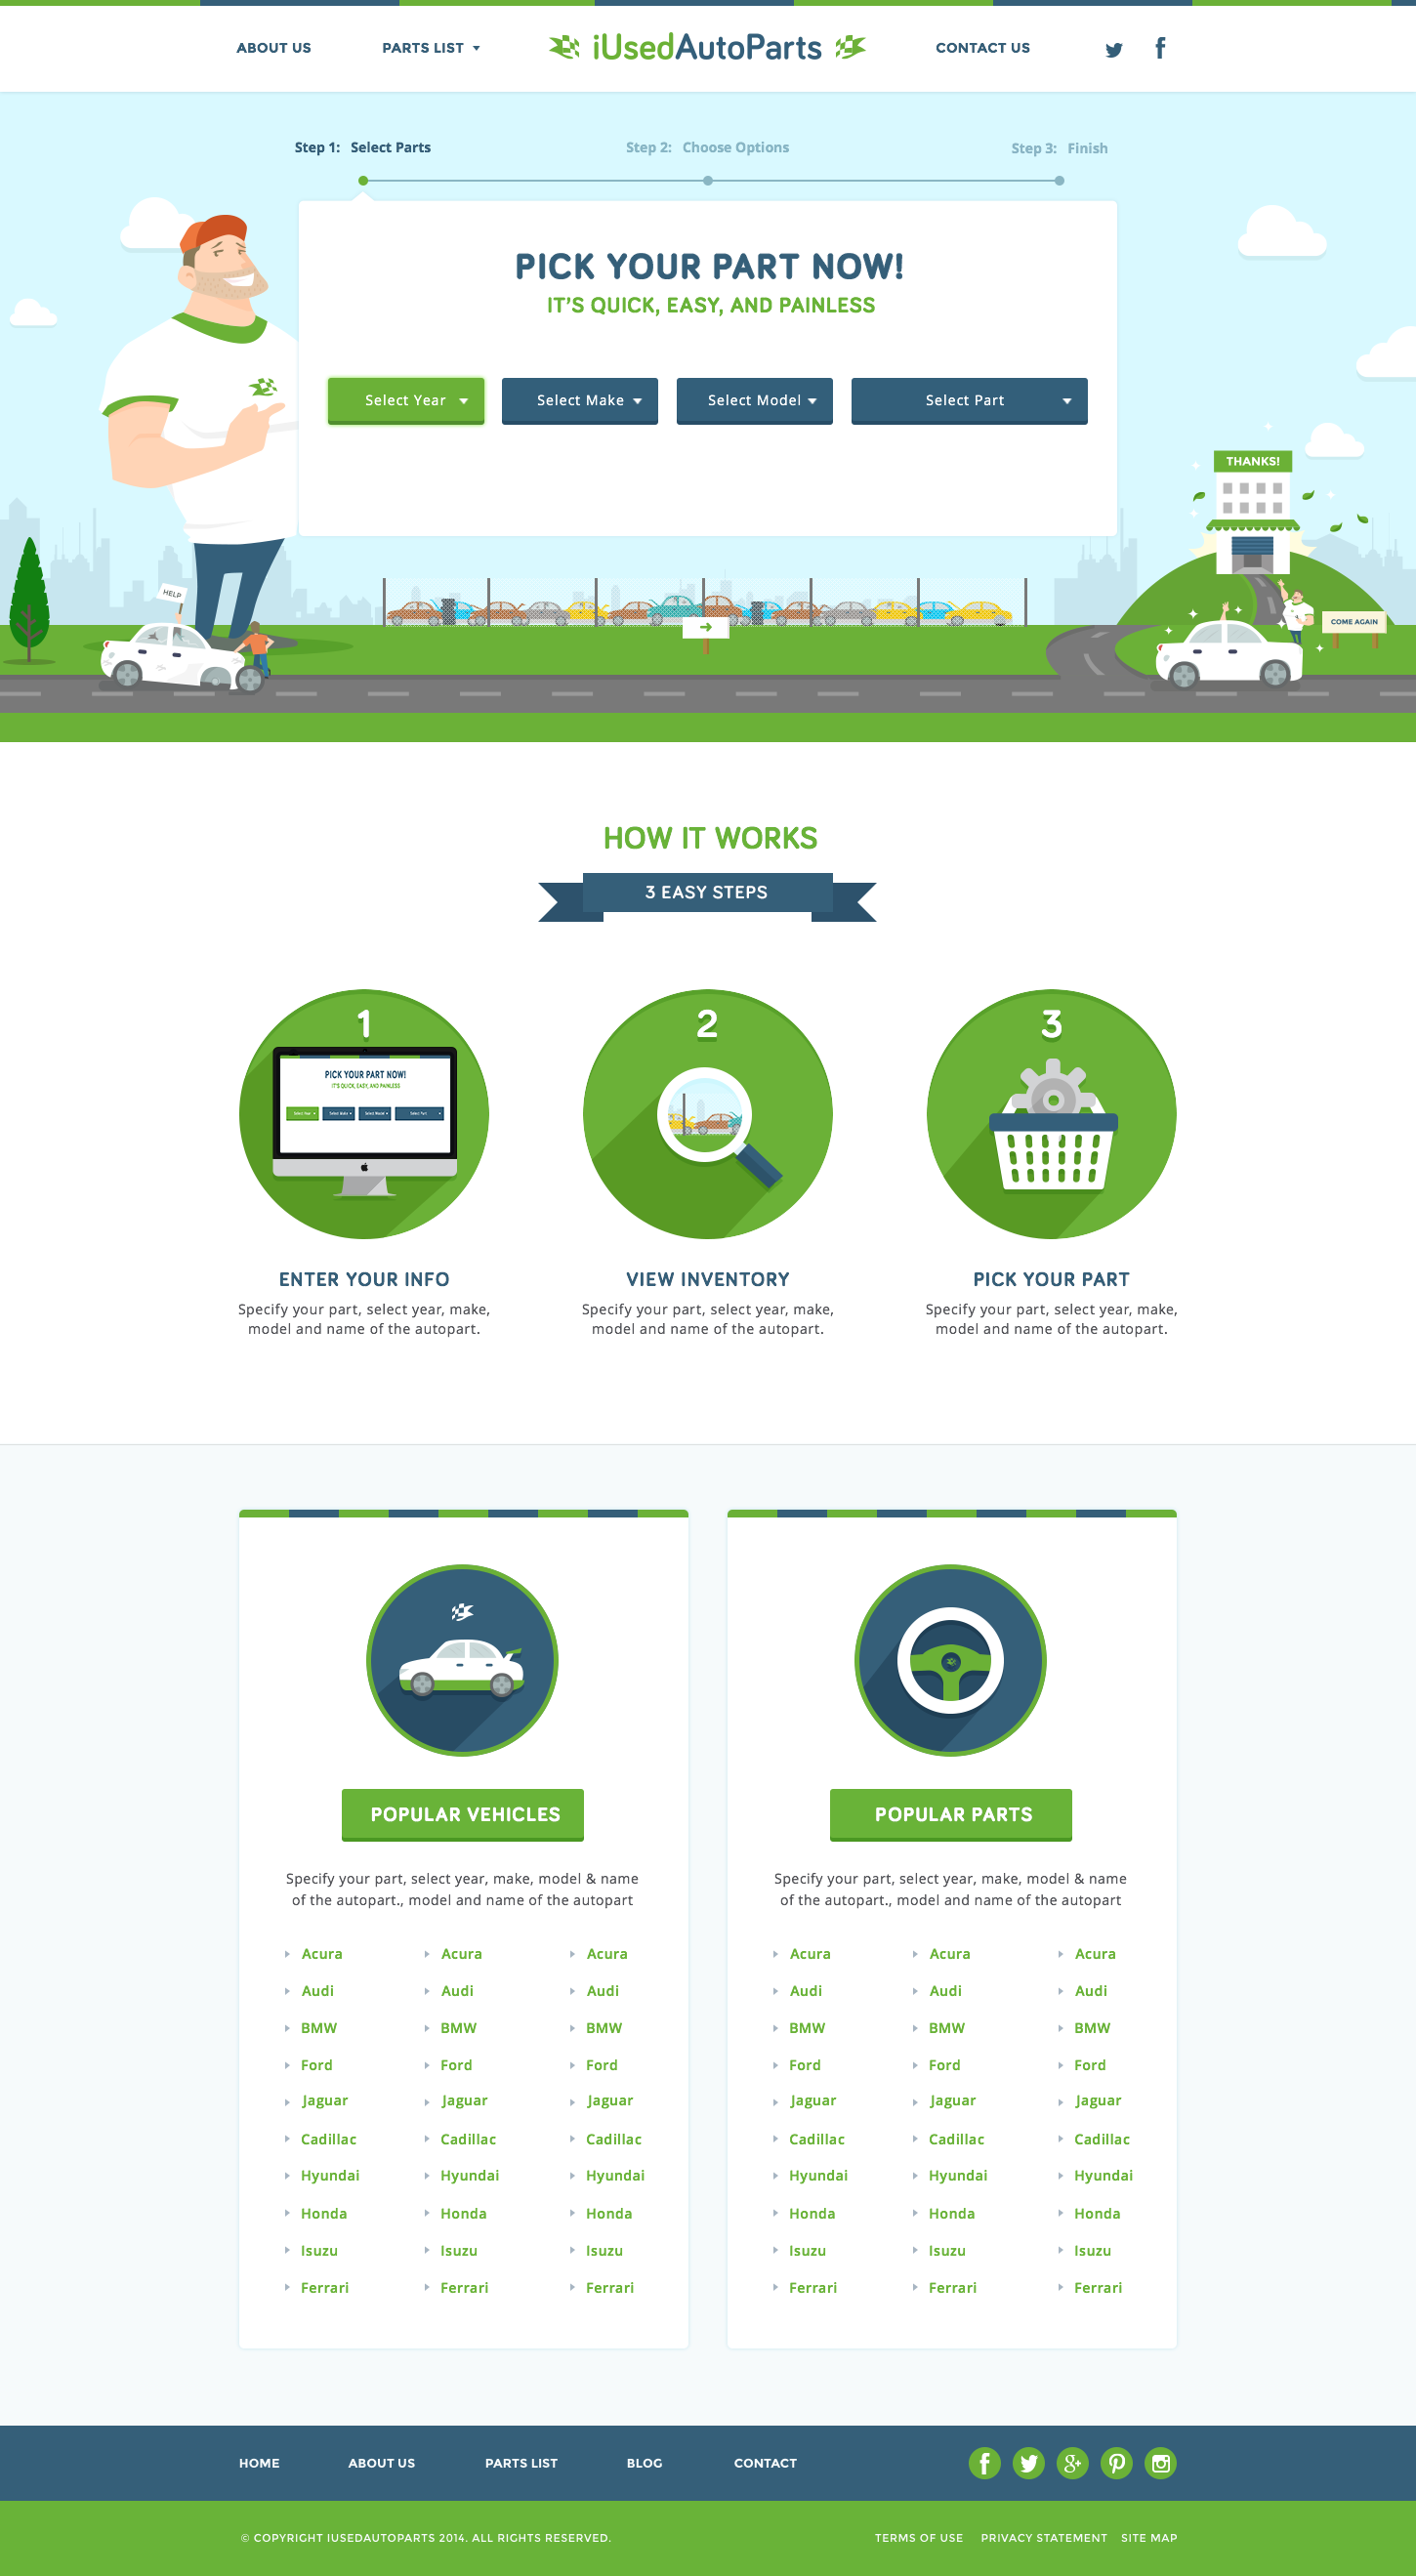 ABOUT US
PARTS LIST
iUsedAutoParts
CONTACT US
Step 1: Select Parts
Step 2: Choose Options
Step 3: Finish
PICK YOUR PART NOW!
IT'S QUICK, EASY, AND PAINLESS
Select Year
Select Make
Select Model
Select Part
THANKS!
HELP
COME AGAIN
HOW IT WORKS
3 EASY STEPS
1
PICK YOUR PART NOW!
IT'S QUICK, EASY, AND PAINLESS
Select Year
Select Make
Select Model
Select Part
2
3
ENTER YOUR INFO
Specify your part, select year, make,
model and name of the autopart.
VIEW INVENTORY
Specify your part, select year, make,
model and name of the autopart.
PICK YOUR PART
Specify your part, select year, make,
model and name of the autopart.
POPULAR VEHICLES
Specify your part, select year, make, model & name
of the autopart., model and name of the autopart
Acura Acura Acura
Audi Audi Audi
BMW BMW BMW
Ford Ford Ford
Jaguar Jaguar Jaguar
Cadillac Cadillac Cadillac
Hyundai Hyundai Hyundai
Honda Honda Honda
Isuzu Isuzu Isuzu
Ferrari Ferrari Ferrari
POPULAR PARTS
Specify your part, select year, make, model & name
of the autopart., model and name of the autopart
Acura Acura Acura
Audi Audi Audi
BMW BMW BMW
Ford Ford Ford
Jaguar Jaguar Jaguar
Cadillac Cadillac Cadillac
Hyundai Hyundai Hyundai
Honda Honda Honda
Isuzu Isuzu Isuzu
Ferrari Ferrari Ferrari
HOME
ABOUT US
PARTS LIST
BLOG
CONTACT
© COPYRIGHT IUSEDAUTOPARTS 2014. ALL RIGHTS RESERVED.
TERMS OF USE
PRIVACY STATEMENT
SITE MAP